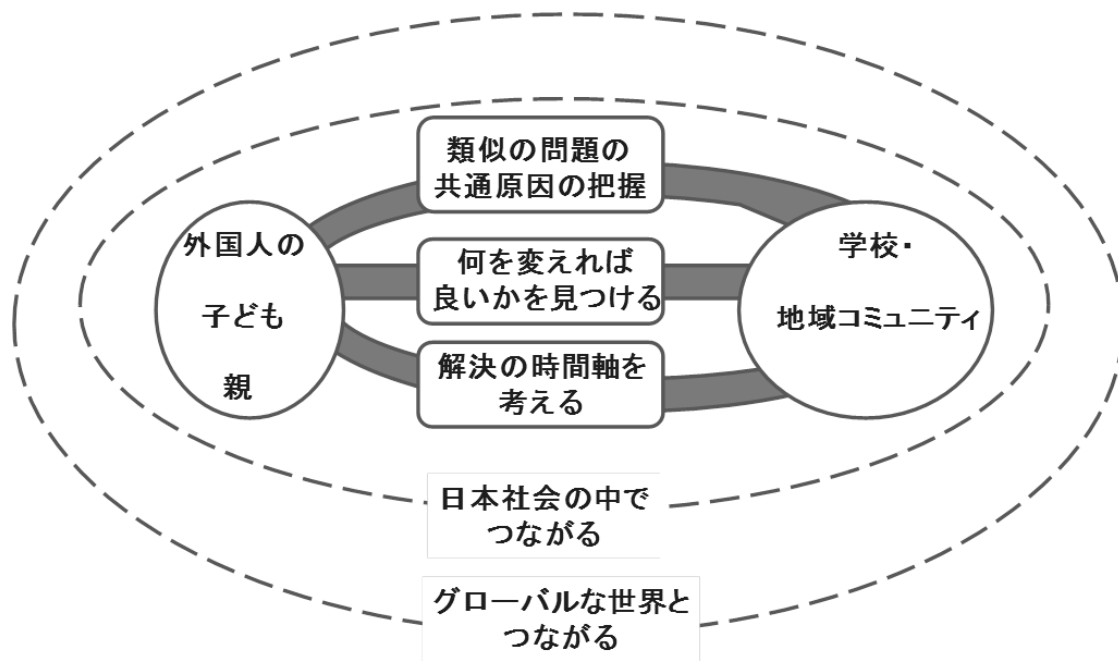 類似の問題の
共通原因の把握
外国人の
子ども
親
何を変えれば
良いかを見つける
学校・
地域コミュニティ
解決の時間軸を
考える
日本社会の中で
つながる
グローバルな世界と
つながる